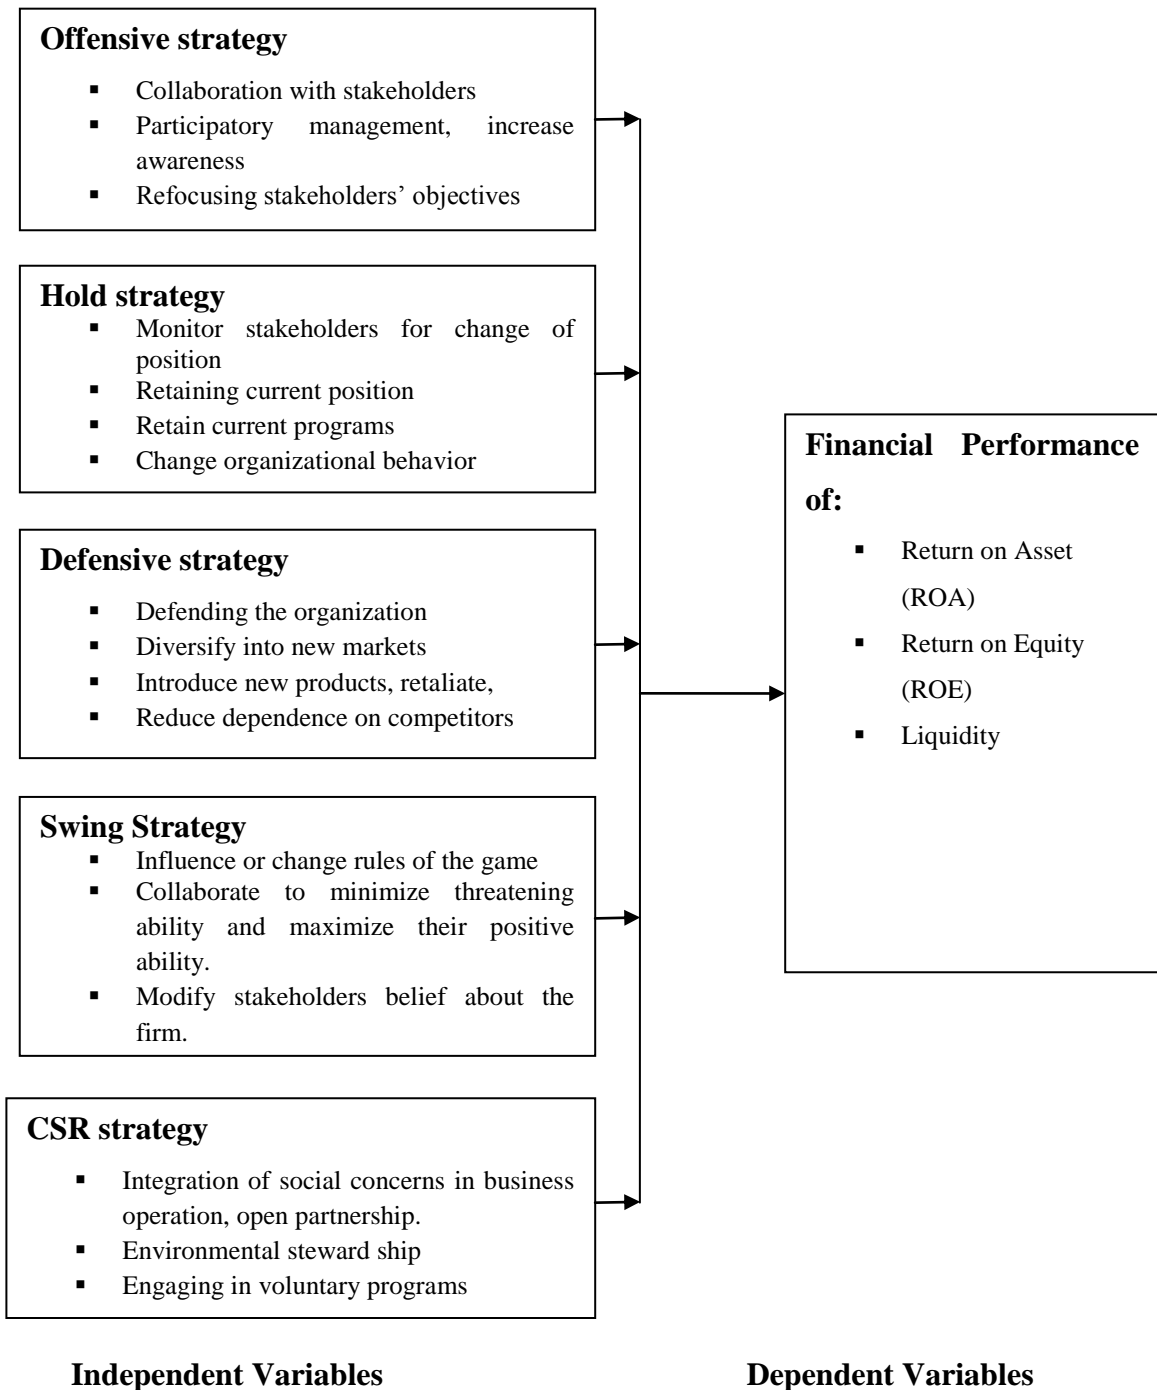 Offensive strategy
▪ Collaboration with stakeholders
▪ Participatory management, increase
awareness
▪ Refocusing stakeholders’ objectives
Hold strategy
▪ Monitor stakeholders for change of
position
▪ Retaining current position
▪ Retain current programs
▪ Change organizational behavior
Defensive strategy
▪ Defending the organization
▪ Diversify into new markets
▪ Introduce new products, retaliate,
▪ Reduce dependence on competitors
Swing Strategy
▪ Influence or change rules of the game
▪ Collaborate to minimize threatening
ability and maximize their positive
ability.
▪ Modify stakeholders belief about the
firm.
CSR strategy
▪ Integration of social concerns in business
operation, open partnership.
▪ Environmental steward ship
▪ Engaging in voluntary programs
Financial Performance
of:
▪ Return on Asset
(ROA)
▪ Return on Equity
(ROE)
▪ Liquidity
Independent Variables
Dependent Variables